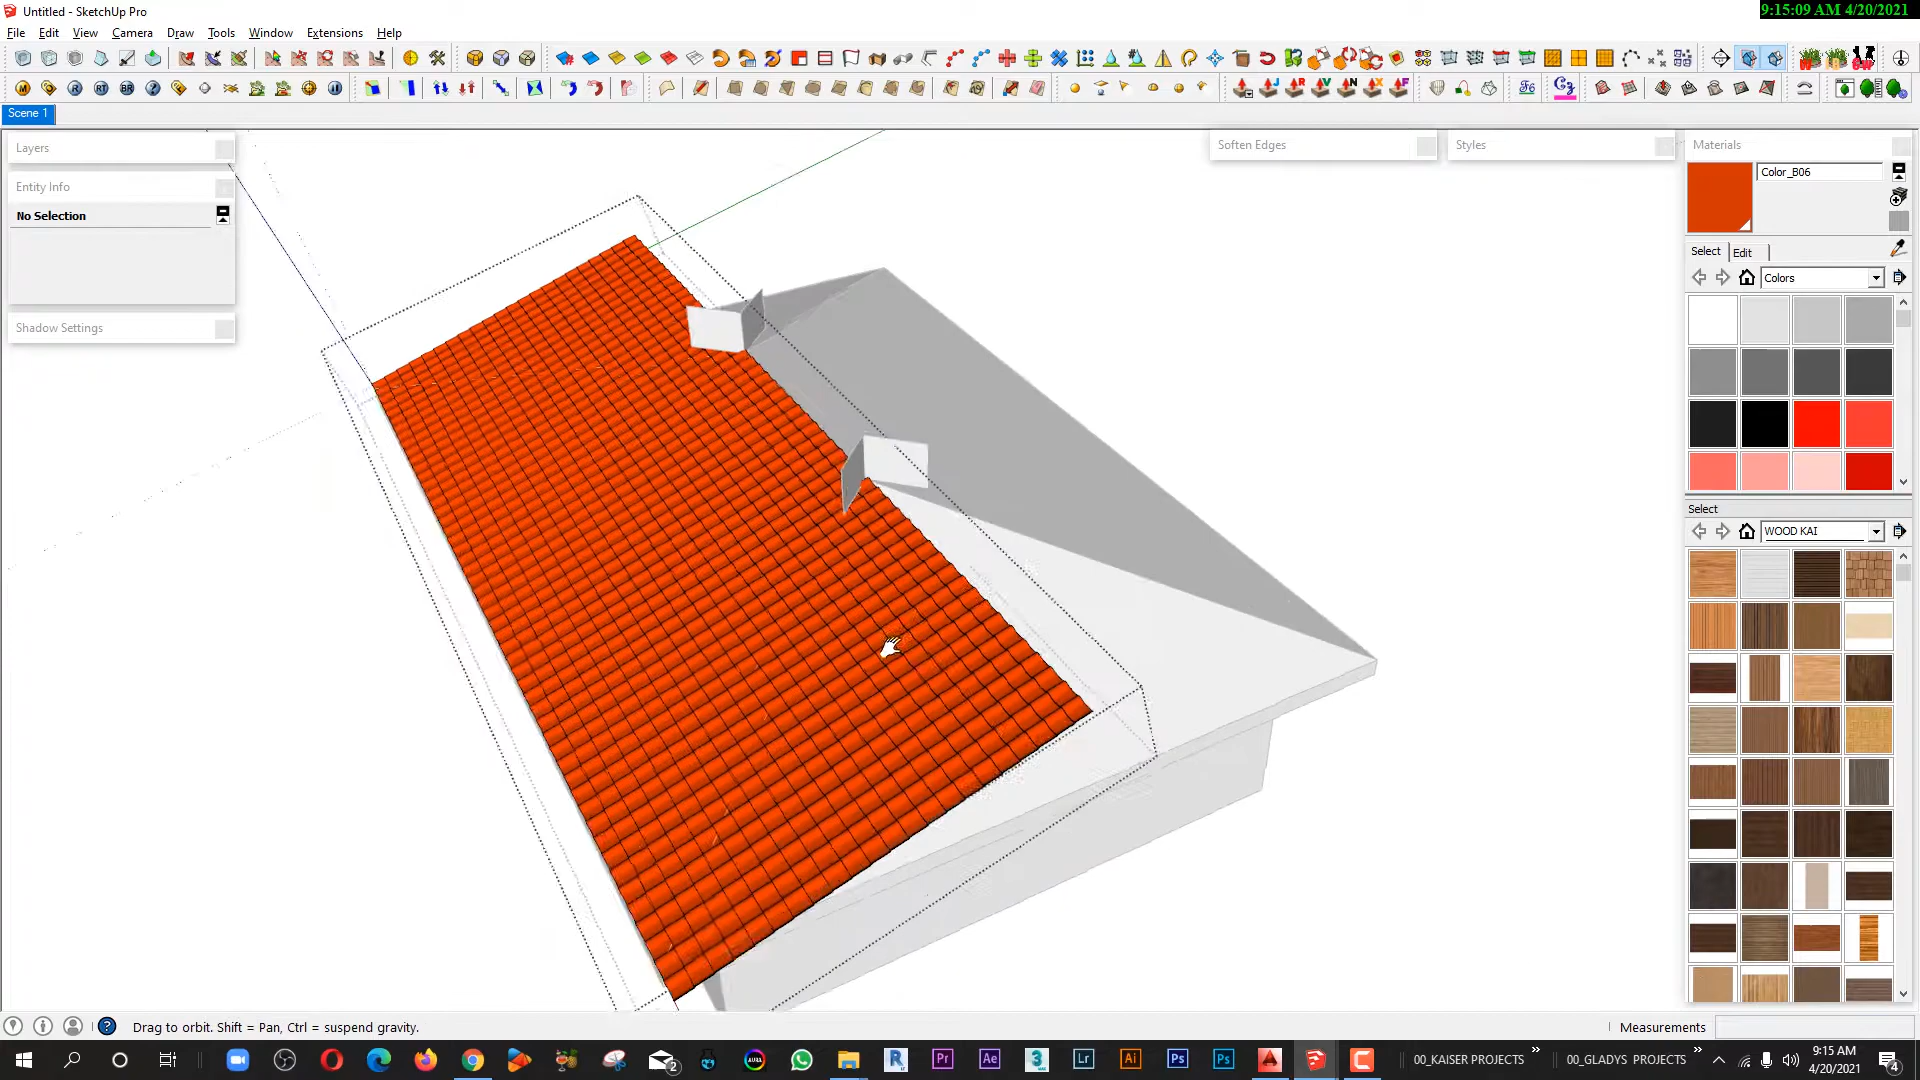 Untitled - SketchUp Pro
9:15:09 AM 4/20/2021
File Edit View Camera Draw Tools Window Extensions Help
Scene 1
Layers
Soften Edges
Styles
Materials
Color_B06
Entity Info
No Selection
Select Edit
Colors
Shadow Settings
Select
WOOD KAI
Drag to orbit. Shift = Pan, Ctrl = suspend gravity.
Measurements
00_KAISER PROJECTS
00_GLADYS PROJECTS
9:15 AM
4/20/2021